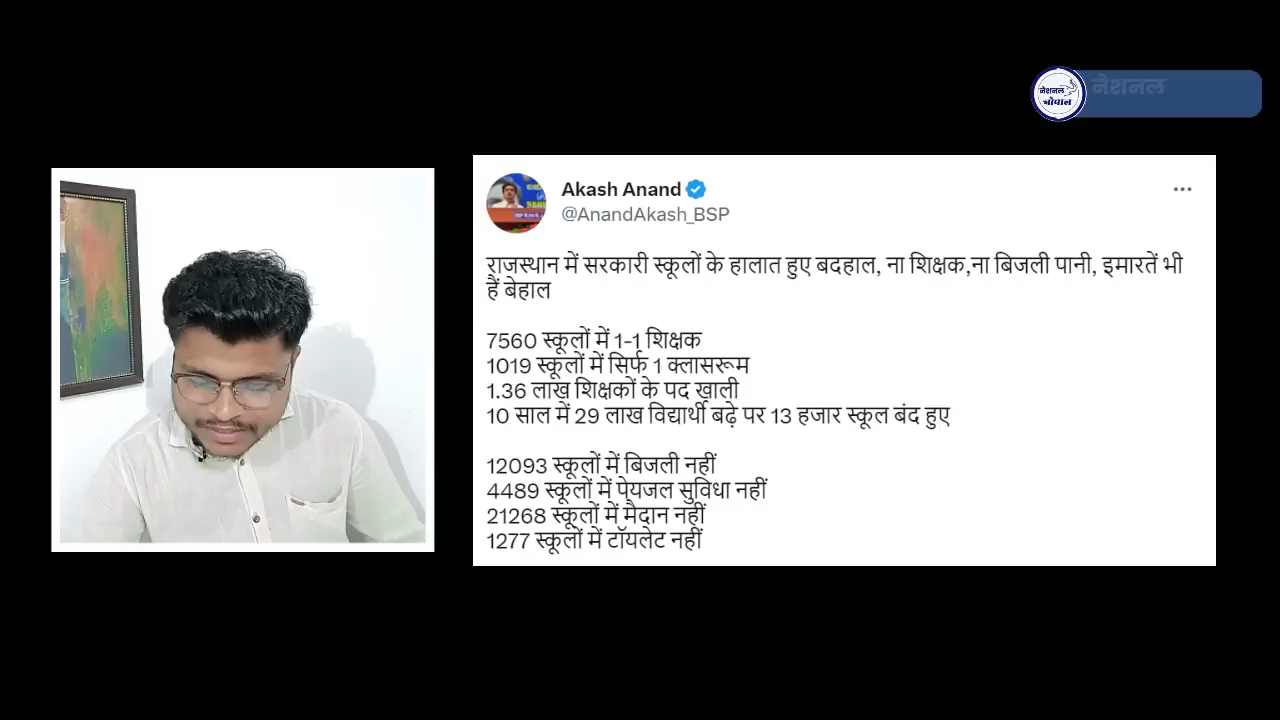 नेशनल
नेशनल
भोपाल
Akash Anand
@AnandAkash_BSP
राजस्थान में सरकारी स्कूलों के हालात हुए बदहाल, ना शिक्षक,ना बिजली पानी, इमारतें भी
हैं बेहाल
7560 स्कूलों में 1-1 शिक्षक
1019 स्कूलों में सिर्फ 1 क्लासरूम
1.36 लाख शिक्षकों के पद खाली
10 साल में 29 लाख विद्यार्थी बढ़े पर 13 हजार स्कूल बंद हुए
12093 स्कूलों में बिजली नहीं
4489 स्कूलों में पेयजल सुविधा नहीं
21268 स्कूलों में मैदान नहीं
1277 स्कूलों में टॉयलेट नहीं